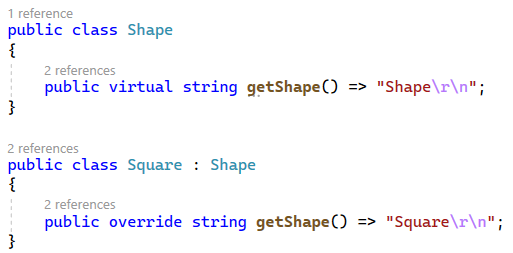 1 reference
public class Shape
{
2 references
public virtual string getShape() => "Shape\r\n";
}
2 references
public class Square : Shape
{
2 references
public override string getShape() => "Square\r\n";
}